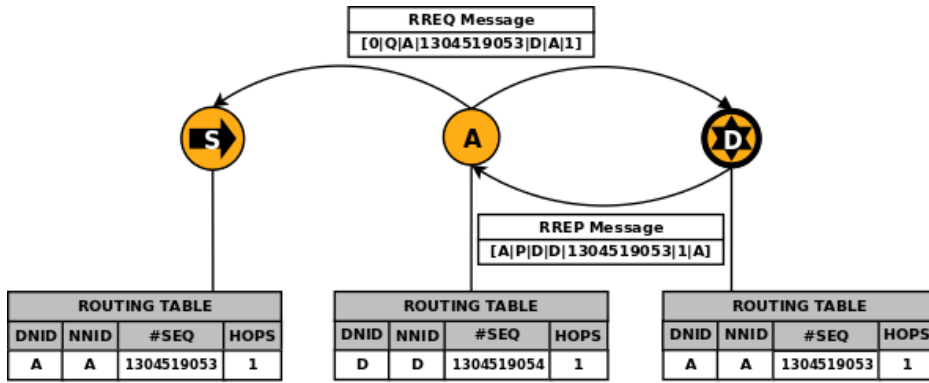 RREQ Message
[0|Q|A|1304519053|D|A|1]
S
A
D
RREP Message
[A|P|D|D|1304519053|1|A]
ROUTING TABLE
DNID NNID #SEQ HOPS
A A 1304519053 1
ROUTING TABLE
DNID NNID #SEQ HOPS
D D 1304519054 1
ROUTING TABLE
DNID NNID #SEQ HOPS
A A 1304519053 1